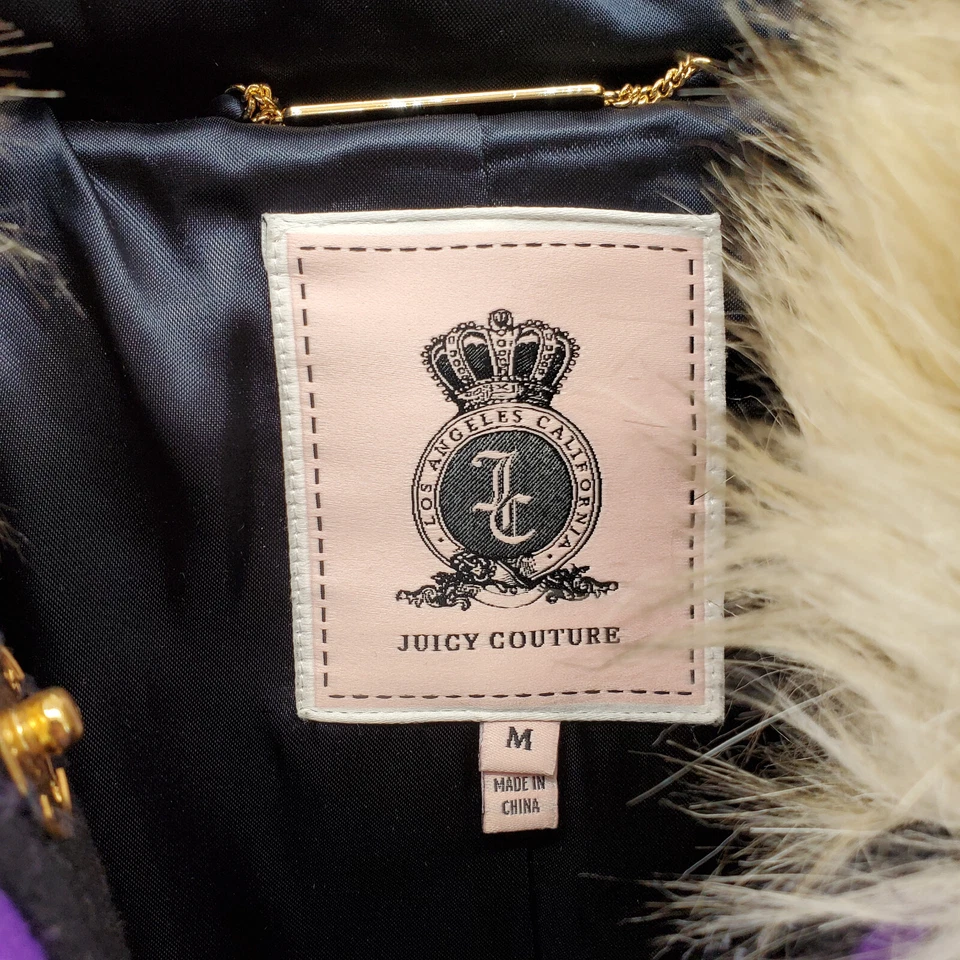 · LOS ANGELES CALIFORNIA ·
JC
JUICY COUTURE
M
MADE IN
CHINA